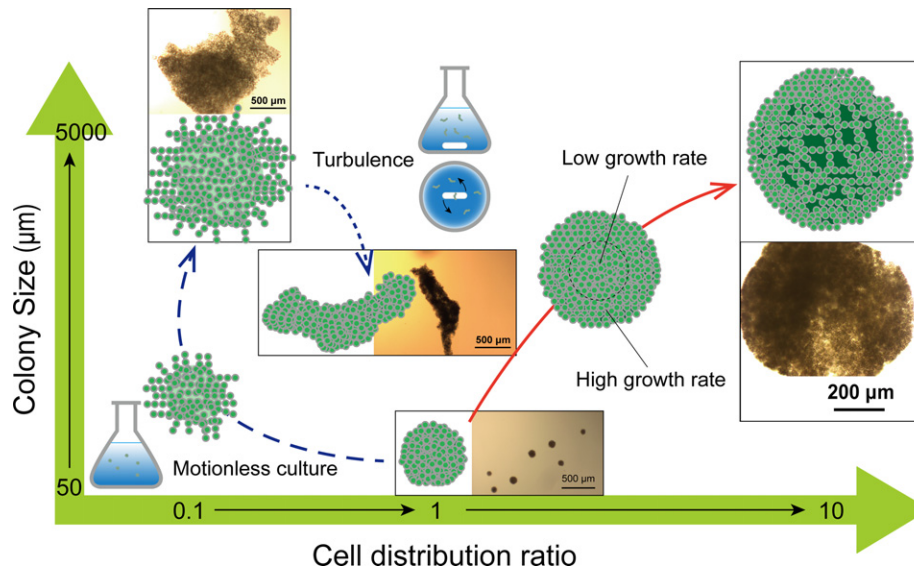 500 μm
5000
Turbulence
Low growth rate
Colony Size (μm)
500 μm
High growth rate
200 μm
Motionless culture
500 μm
50
0.1
1
10
Cell distribution ratio